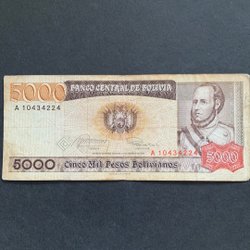 5000
BANCO CENTRAL DE BOLIVIA
A 10434224
A 10434224
5000
5000
Cinco Mil Pesos Bolivianos